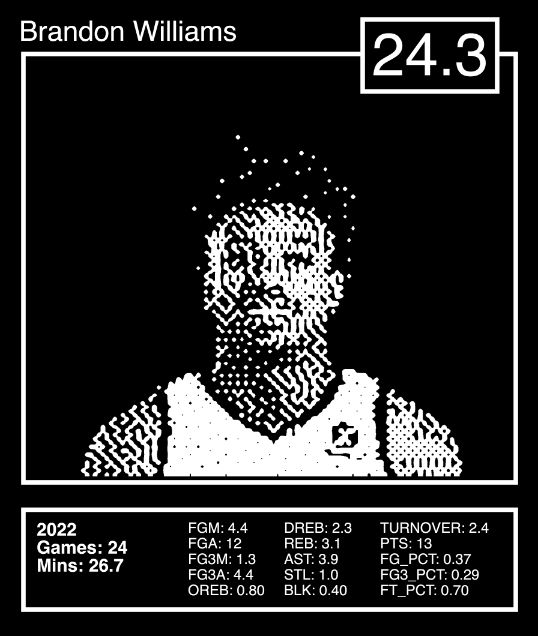 Brandon Williams
24.3
2022
Games: 24
Mins: 26.7
FGM: 4.4
FGA: 12
FG3M: 1.3
FG3A: 4.4
OREB: 0.80
DREB: 2.3
REB: 3.1
AST: 3.9
STL: 1.0
BLK: 0.40
TURNOVER: 2.4
PTS: 13
FG_PCT: 0.37
FG3_PCT: 0.29
FT_PCT: 0.70